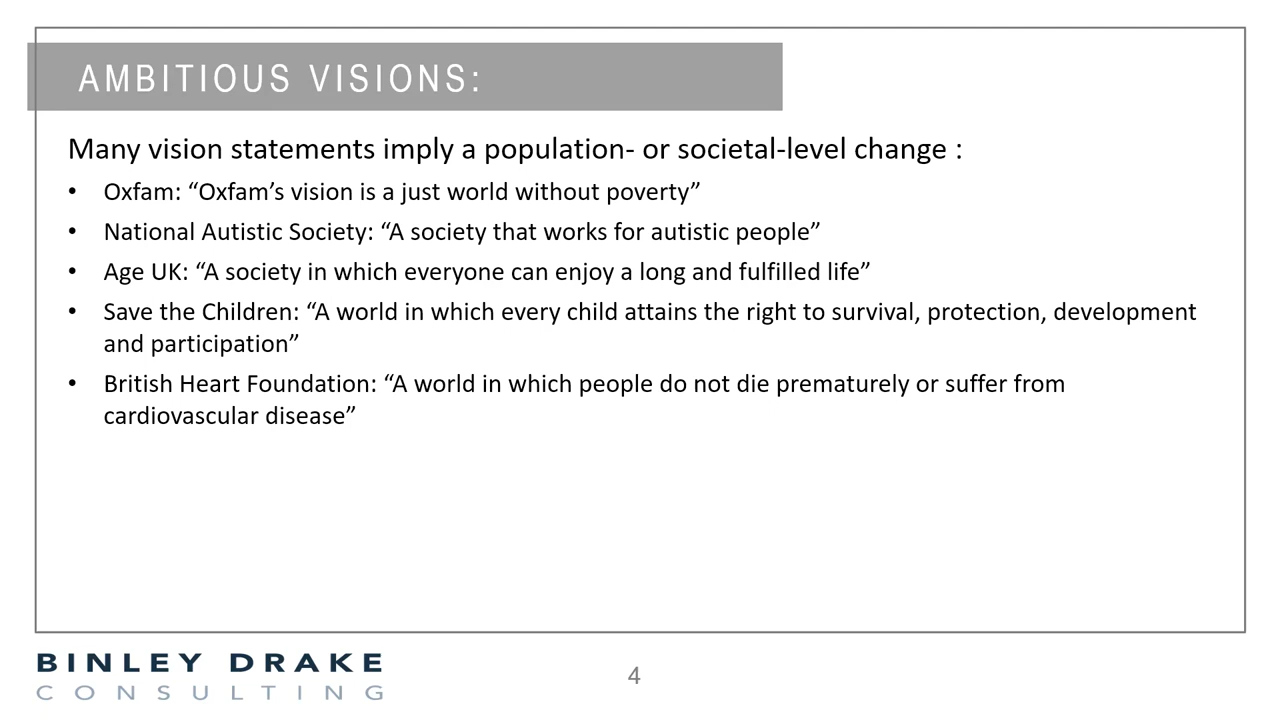 AMBITIOUS VISIONS:
Many vision statements imply a population- or societal-level change :
• Oxfam: “Oxfam’s vision is a just world without poverty”
• National Autistic Society: “A society that works for autistic people”
• Age UK: “A society in which everyone can enjoy a long and fulfilled life”
• Save the Children: “A world in which every child attains the right to survival, protection, development
and participation”
• British Heart Foundation: “A world in which people do not die prematurely or suffer from
cardiovascular disease”
BINLEY DRAKE
CONSULTING
4